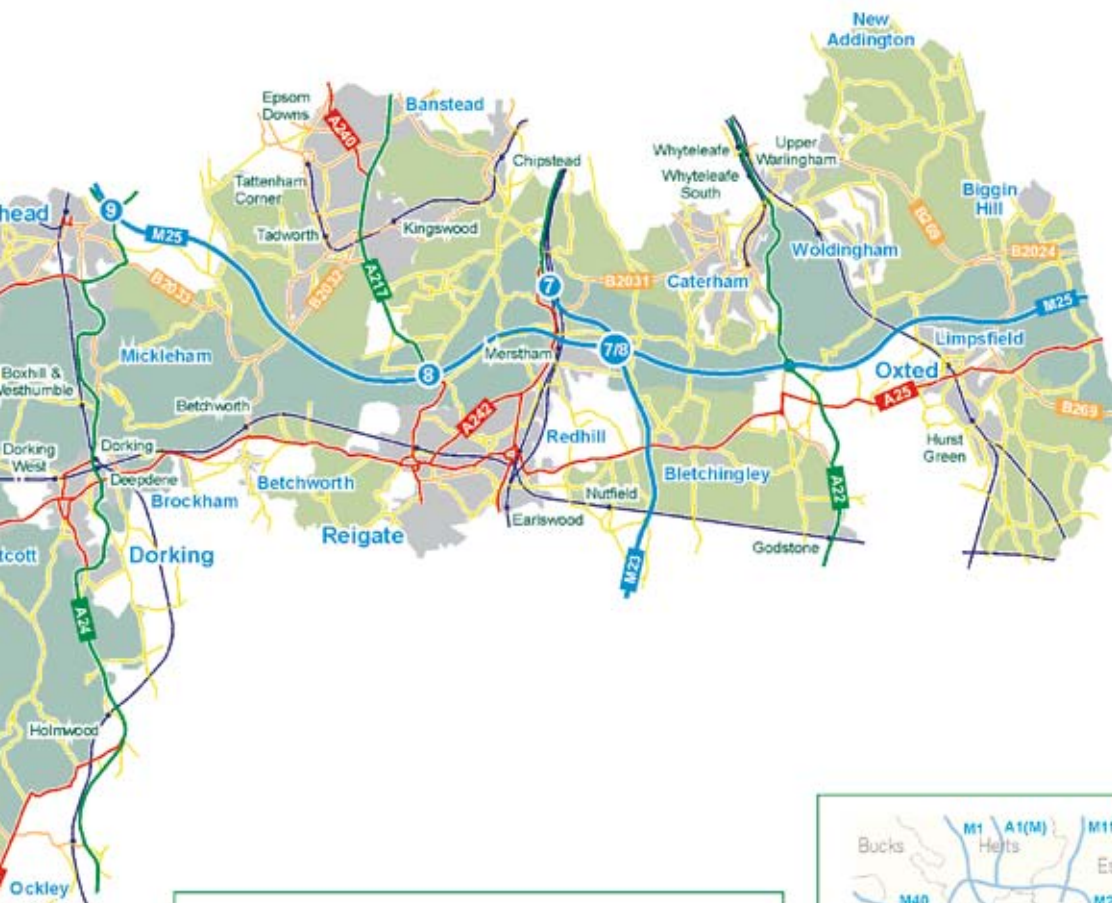 New
Addington
Epsom
Downs
Banstead
A240
Chipstead
Whyteleafe
Upper
Warlingham
Whyteleafe
South
Tattenham
Corner
Biggin
Hill
head
9
M25
Tadworth
Kingswood
B269
Woldingham
B2024
B2033
B2032
A217
7
B2031
Caterham
M25
Mickleham
Merstham
7/8
Limpsfield
8
Boxhill &
Westhumble
Oxted
A25
Betchworth
A242
B269
Redhill
Dorking
West
Dorking
Deepdene
Hurst
Green
Brockham
Betchworth
Bletchingley
Nutfield
A22
Earlswood
Reigate
tcott
Dorking
Godstone
M23
A24
Holmwood
Ockley
M1
A1(M)
M11
Bucks
Herts
Es
M40